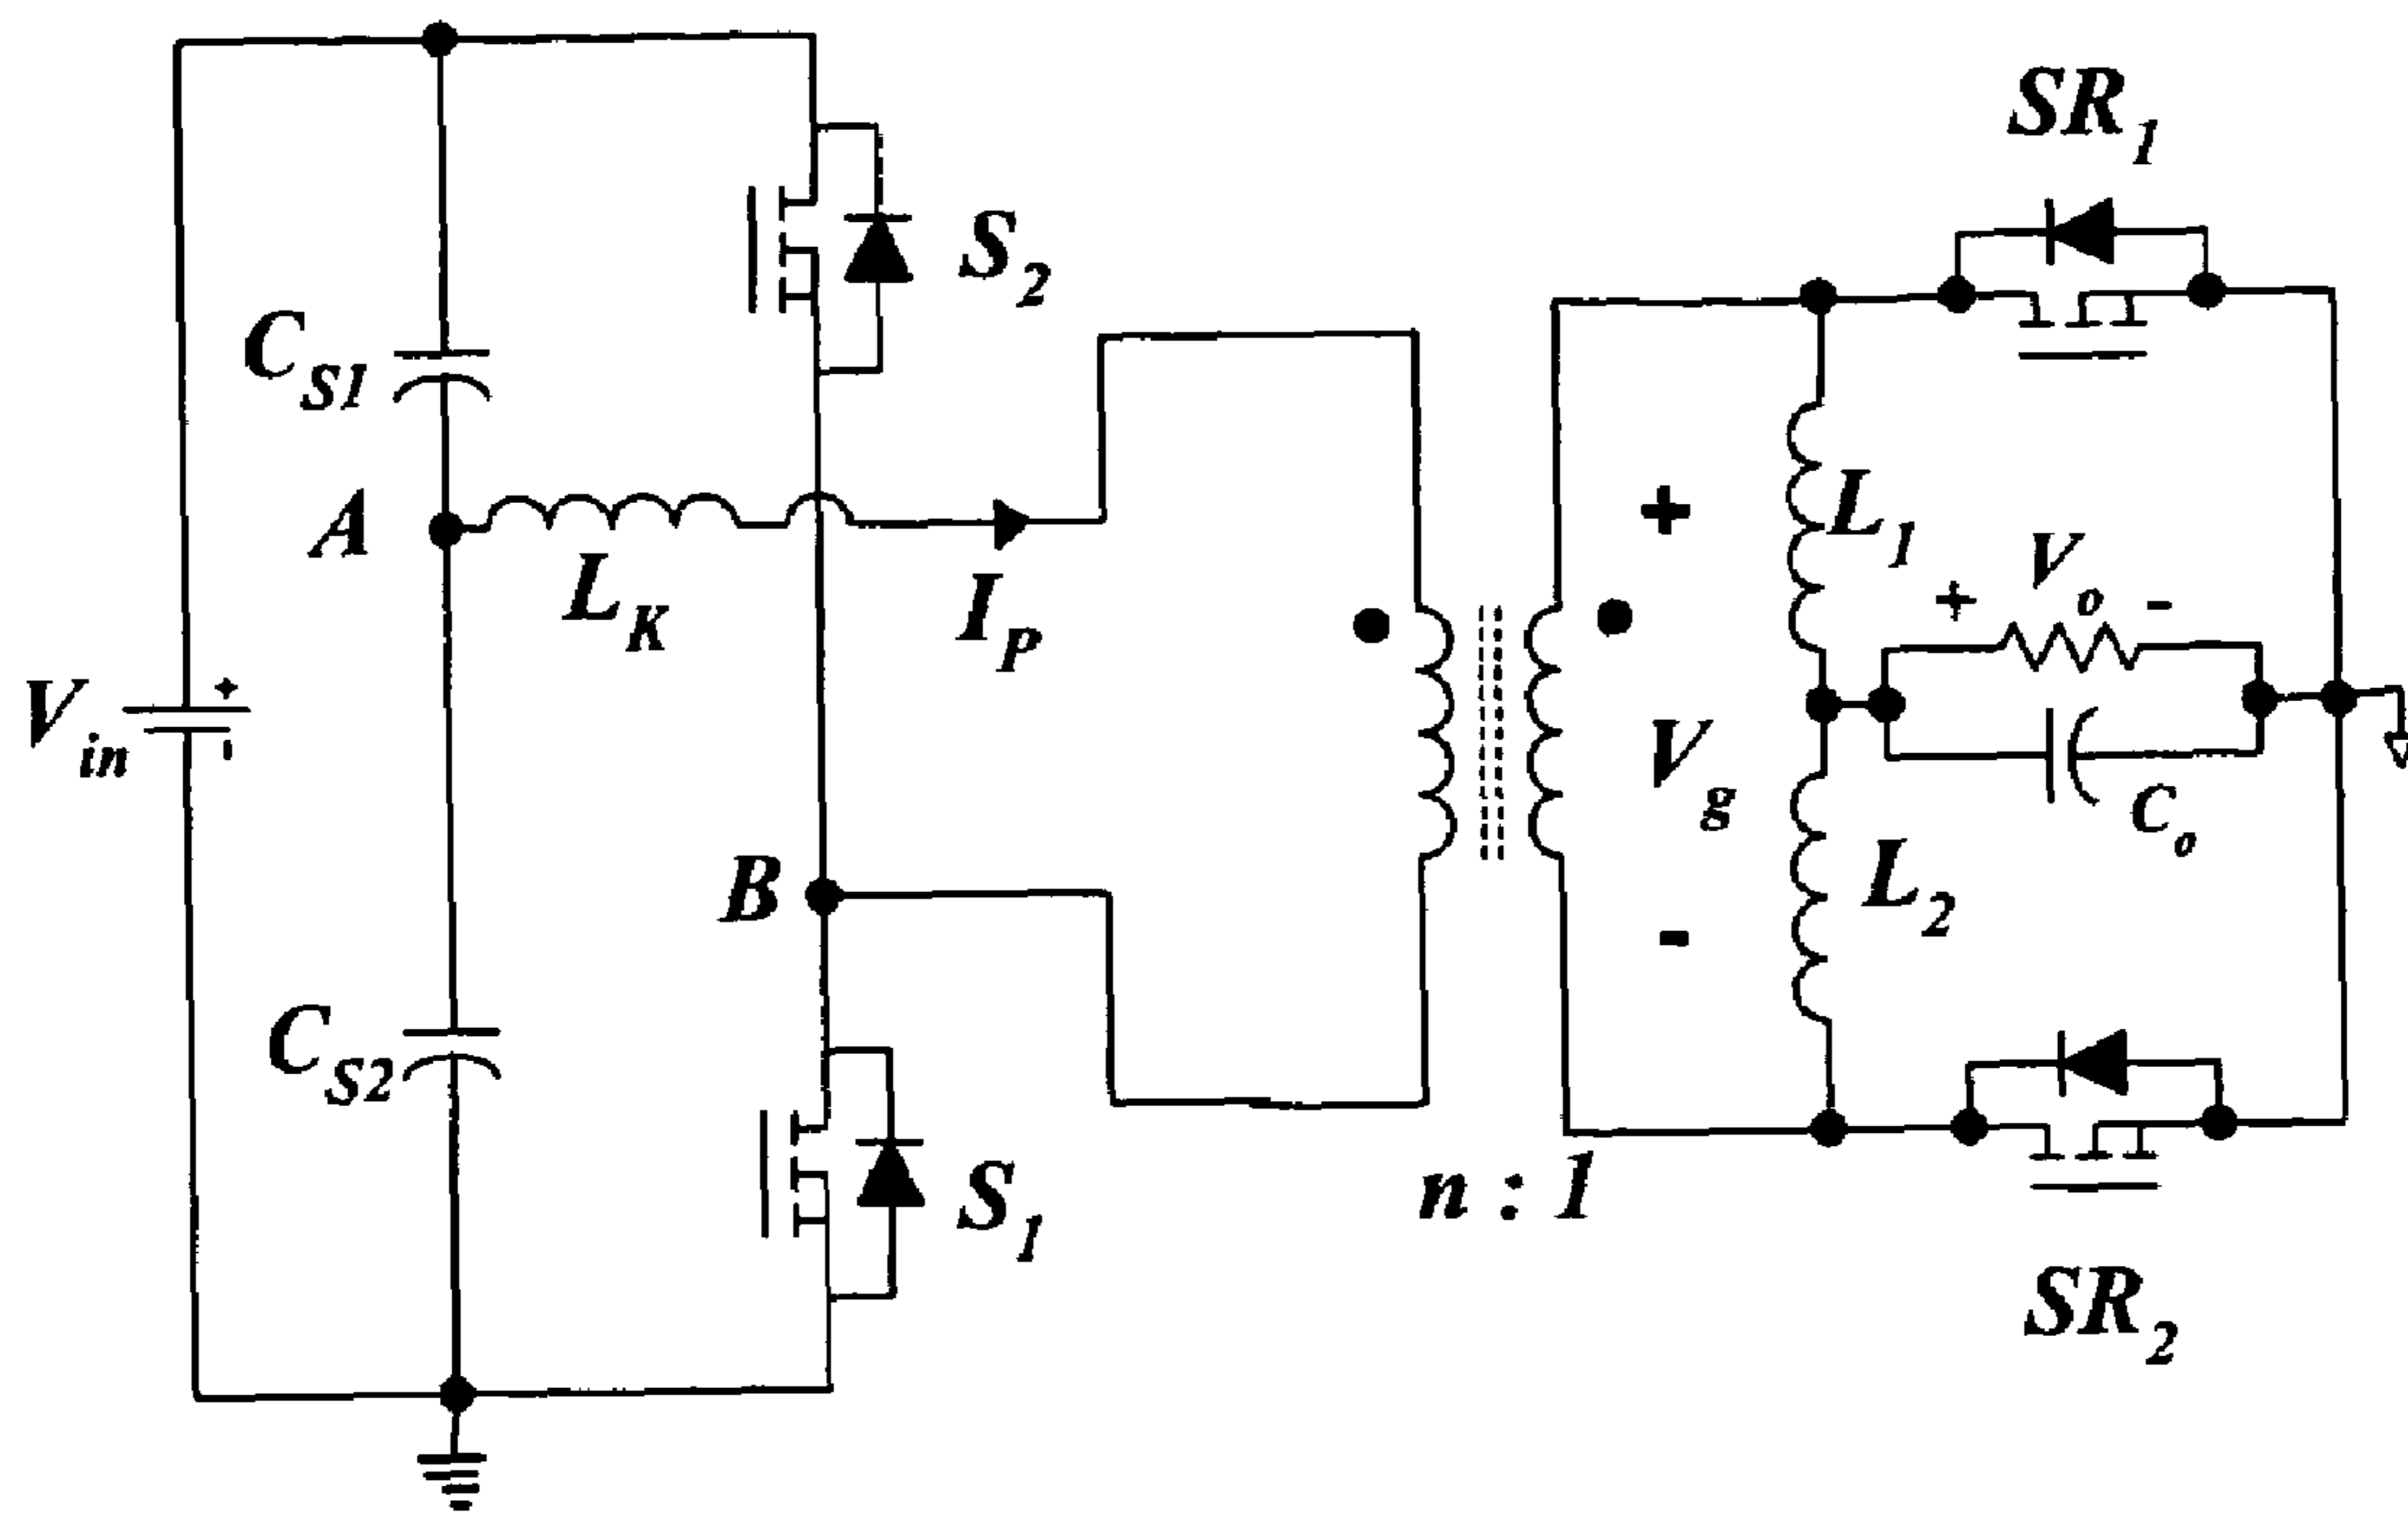 SR1
S2
CS1
A
LK
IP
+
L1
+ Vo -
Vin
+
-
Vg
Co
B
-
L2
CS2
S1
n : 1
SR2